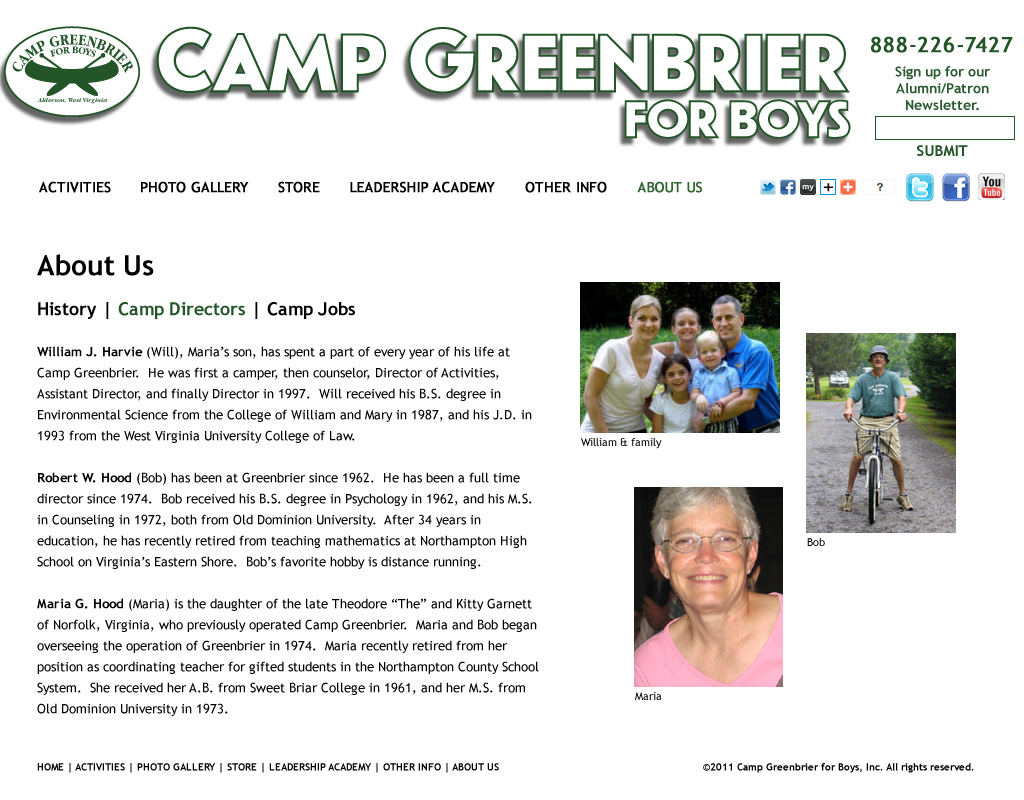 CAMP GREENBRIER
FOR BOYS
Alderson, West Virginia
CAMP GREENBRIER
FOR BOYS
888-226-7427
Sign up for our
Alumni/Patron
Newsletter.
SUBMIT
ACTIVITIES PHOTO GALLERY STORE LEADERSHIP ACADEMY OTHER INFO ABOUT US my ? You Tube
About Us
History | Camp Directors | Camp Jobs
William J. Harvie (Will), Maria’s son, has spent a part of every year of his life at
Camp Greenbrier. He was first a camper, then counselor, Director of Activities,
Assistant Director, and finally Director in 1997. Will received his B.S. degree in
Environmental Science from the College of William and Mary in 1987, and his J.D. in
1993 from the West Virginia University College of Law.
Robert W. Hood (Bob) has been at Greenbrier since 1962. He has been a full time
director since 1974. Bob received his B.S. degree in Psychology in 1962, and his M.S.
in Counseling in 1972, both from Old Dominion University. After 34 years in
education, he has recently retired from teaching mathematics at Northampton High
School on Virginia’s Eastern Shore. Bob’s favorite hobby is distance running.
Maria G. Hood (Maria) is the daughter of the late Theodore “The” and Kitty Garnett
of Norfolk, Virginia, who previously operated Camp Greenbrier. Maria and Bob began
overseeing the operation of Greenbrier in 1974. Maria recently retired from her
position as coordinating teacher for gifted students in the Northampton County School
System. She received her A.B. from Sweet Briar College in 1961, and her M.S. from
Old Dominion University in 1973.
William & family
Bob
Maria
HOME | ACTIVITIES | PHOTO GALLERY | STORE | LEADERSHIP ACADEMY | OTHER INFO | ABOUT US
©2011 Camp Greenbrier for Boys, Inc. All rights reserved.